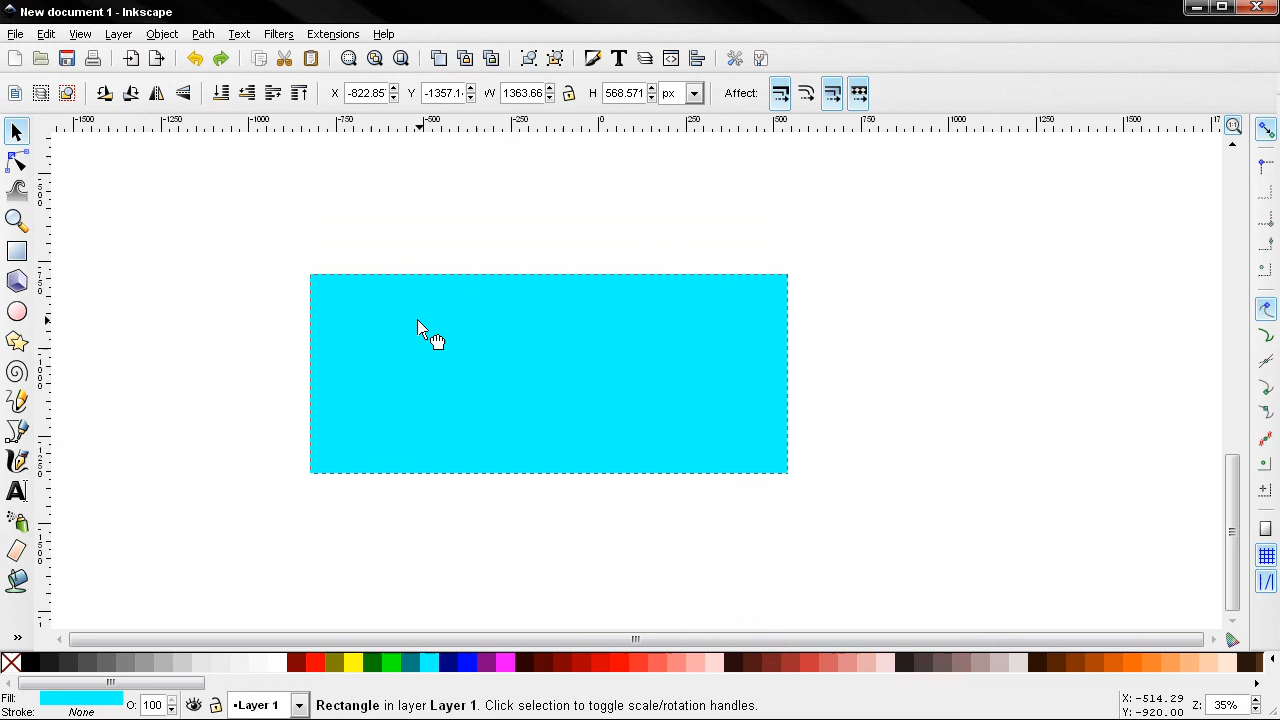 New document 1 - Inkscape
File Edit View Layer Object Path Text Filters Extensions Help
X -822.85 Y -1357.1 W 1363.66 H 568.571 px Affect:
-1500 -1250 -1000 -750 -500 -250 0 250 500 750 1000 1250 1500
Fill:
Stroke: None
O: 100
•Layer 1
Rectangle in layer Layer 1. Click selection to toggle scale/rotation handles.
X: -514.29
Y: -920.00
Z: 35%